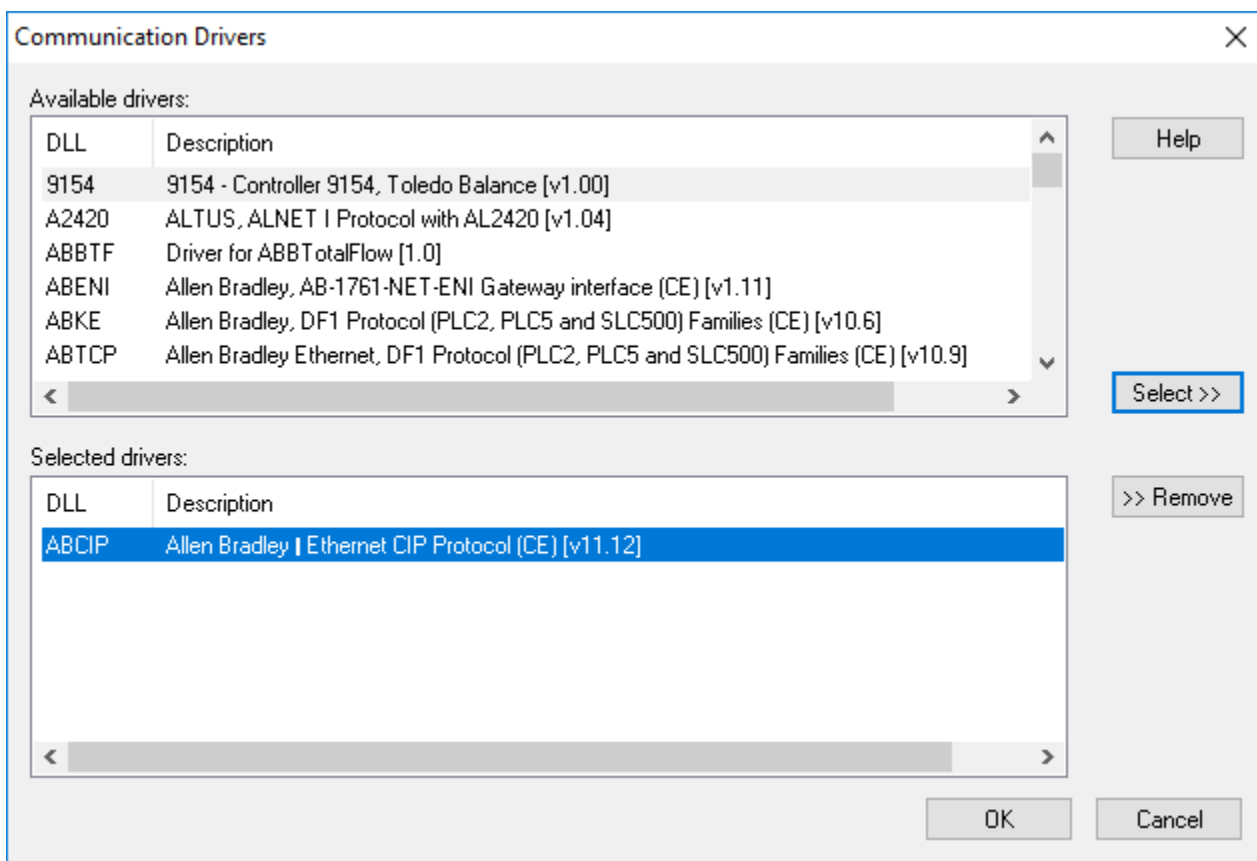 Communication Drivers
Available drivers:
DLL Description
9154 9154 - Controller 9154, Toledo Balance [v1.00]
A2420 ALTUS, ALNET I Protocol with AL2420 [v1.04]
ABBTF Driver for ABBTotalFlow [1.0]
ABENI Allen Bradley, AB-1761-NET-ENI Gateway interface (CE) [v1.11]
ABKE Allen Bradley, DF1 Protocol (PLC2, PLC5 and SLC500) Families (CE) [v10.6]
ABTCP Allen Bradley Ethernet, DF1 Protocol (PLC2, PLC5 and SLC500) Families (CE) [v10.9]
Help
Select >>
Selected drivers:
DLL Description
ABCIP Allen Bradley | Ethernet CIP Protocol (CE) [v11.12]
>> Remove
OK Cancel